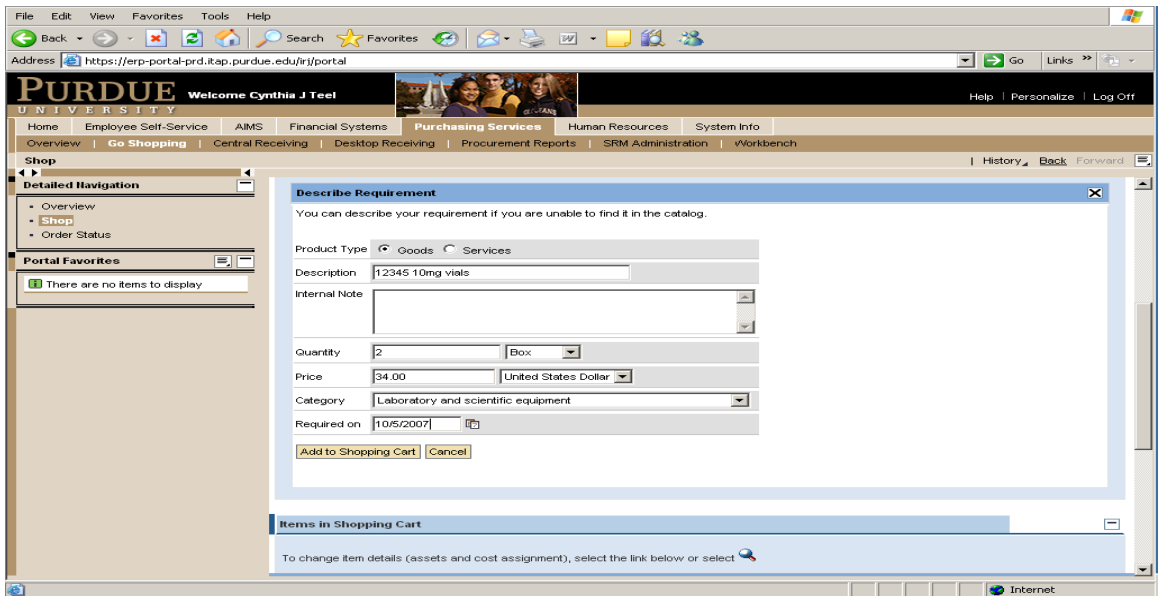 File Edit View Favorites Tools Help
Back Search Favorites
Address https://erp-portal-prd.itap.purdue.edu/irj/portal Go Links »
PURDUE
UNIVERSITY
Welcome Cynthia J Teel
Help | Personalize | Log Off
Home Employee Self-Service AIMS Financial Systems Purchasing Services Human Resources System Info
Overview | Go Shopping | Central Receiving | Desktop Receiving | Procurement Reports | SRM Administration | Workbench
Shop | History Back Forward
Detailed Navigation
• Overview
• Shop
• Order Status
Portal Favorites
There are no items to display
Describe Requirement
You can describe your requirement if you are unable to find it in the catalog.
Product Type Goods Services
Description 12345 10mg vials
Internal Note
Quantity 2 Box
Price 34.00 United States Dollar
Category Laboratory and scientific equipment
Required on 10/5/2007
Add to Shopping Cart Cancel
Items in Shopping Cart
To change item details (assets and cost assignment), select the link below or select
Internet